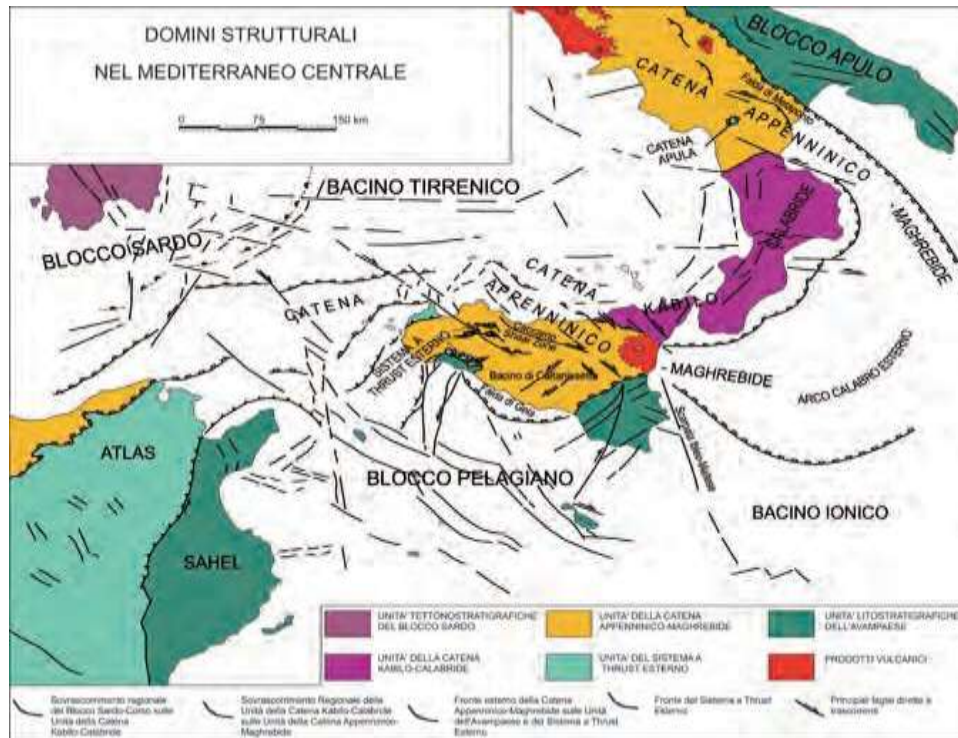 DOMINI STRUTTURALI
NEL MEDITERRANEO CENTRALE
0 75 150 km
BLOCCO APULO
CATENA
APPENNINICO
Falda di Metaponto
CATENA
APULA
- MAGHREBIDE
BACINO TIRRENICO
BLOCCO SARDO
CALABRIDE
KABILO
CATENA
CATENA
APPENNINICO
SISTEMA A
THRUST ESTERNO
Bacino di Caltanissetta
Falda di Gela
- MAGHREBIDE
ARCO CALABRO ESTERNO
ATLAS
BLOCCO PELAGIANO
BACINO IONICO
SAHEL
UNITA' TETTONOSTRATIGRAFICHE
DEL BLOCCO SARDO
UNITA' DELLA CATENA
APPENNINICO-MAGHREBIDE
UNITA' LITOSTRATIGRAFICHE
DELL'AVAMPAESE
UNITA' DELLA CATENA
KABILO-CALABRIDE
UNITA' DEL SISTEMA A
THRUST ESTERNO
PRODOTTI VULCANICI
Sovrascorrimento regionale
del Blocco Sardo-Corso sulle
Unità della Catena
Kabilo-Calabride
Sovrascorrimento Regionale delle
Unità della Catena Kabilo-Calabride
sulle Unità della Catena Appenninico-
Maghrebide
Fronte esterno della Catena
Appenninico-Maghrebide sulle Unità
dell'Avampaese e del Sistema a Thrust
Esterno
Fronte del Sistema a Thrust
Esterno
Principali faglie dirette e
trascorrenti